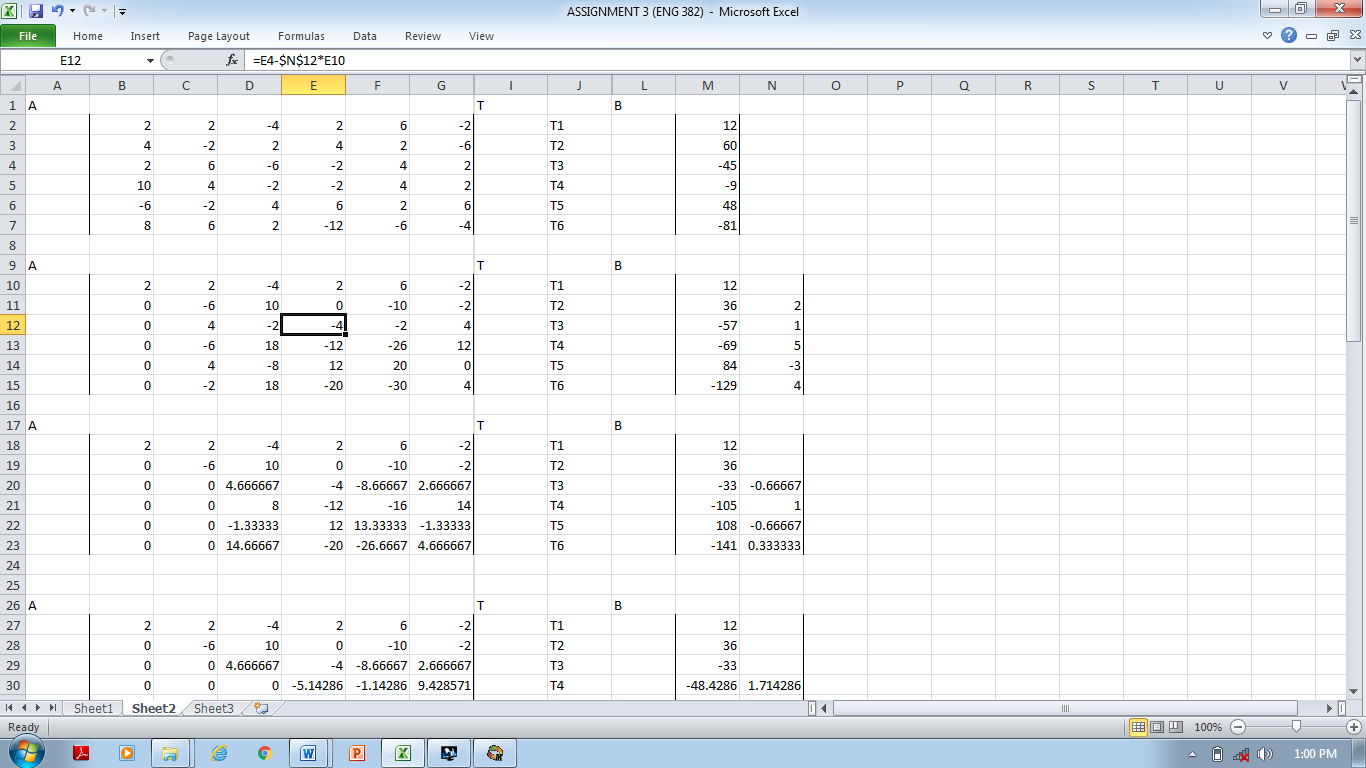 ASSIGNMENT 3 (ENG 382) - Microsoft Excel
File Home Insert Page Layout Formulas Data Review View
E12 fx =E4-$N$12*E10
A B C D E F G I J L M N O P Q R S T U V
1 A T B
2 2 2 -4 2 6 -2 T1 12
3 4 -2 2 4 2 -6 T2 60
4 2 6 -6 -2 4 2 T3 -45
5 10 4 -2 -2 4 2 T4 -9
6 -6 -2 4 6 2 6 T5 48
7 8 6 2 -12 -6 -4 T6 -81
8
9 A T B
10 2 2 -4 2 6 -2 T1 12
11 0 -6 10 0 -10 -2 T2 36 2
12 0 4 -2 -4 -2 4 T3 -57 1
13 0 -6 18 -12 -26 12 T4 -69 5
14 0 4 -8 12 20 0 T5 84 -3
15 0 -2 18 -20 -30 4 T6 -129 4
16
17 A T B
18 2 2 -4 2 6 -2 T1 12
19 0 -6 10 0 -10 -2 T2 36
20 0 0 4.666667 -4 -8.66667 2.666667 T3 -33 -0.66667
21 0 0 8 -12 -16 14 T4 -105 1
22 0 0 -1.33333 12 13.33333 -1.33333 T5 108 -0.66667
23 0 0 14.66667 -20 -26.6667 4.666667 T6 -141 0.333333
24
25
26 A T B
27 2 2 -4 2 6 -2 T1 12
28 0 -6 10 0 -10 -2 T2 36
29 0 0 4.666667 -4 -8.66667 2.666667 T3 -33
30 0 0 0 -5.14286 -1.14286 9.428571 T4 -48.4286 1.714286
Sheet1 Sheet2 Sheet3
Ready 100%
1:00 PM